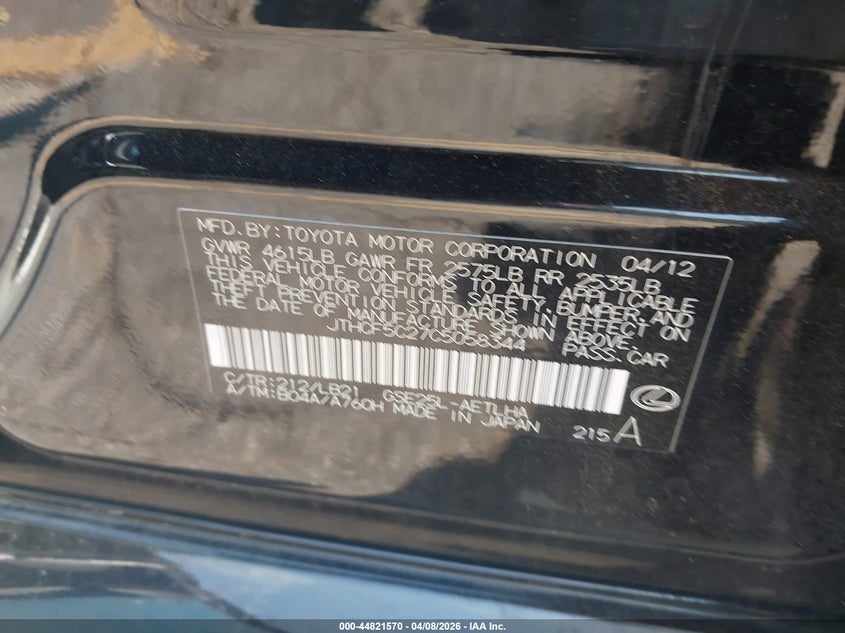 MFD. BY: TOYOTA MOTOR CORPORATION 04/12
GVWR 4615LB GAWR FR 2575LB RR 2535LB
THIS VEHICLE CONFORMS TO ALL APPLICABLE
FEDERAL MOTOR VEHICLE SAFETY, BUMPER, AND
THEFT PREVENTION STANDARDS IN EFFECT ON
THE DATE OF MANUFACTURE SHOWN ABOVE.
JTHCF5C27C5058344 PASS.CAR
C/TR:212/LB21 GSE25L-AETLHA
A/TM:B04A/A760H MADE IN JAPAN 215 A
000-44821570 | 04/08/2026 - IAA Inc.